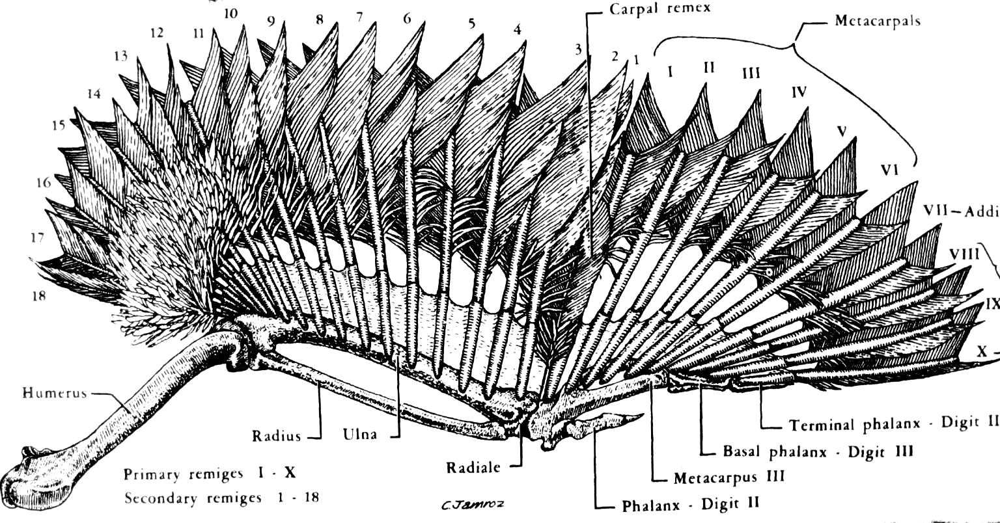 Carpal remex
Metacarpals
10
11
12
13
14
15
16
17
18
9
8
7
6
5
4
3
2
1
I
II
III
IV
V
VI
VII–Addi
VIII
IX
X
Humerus
Radius
Ulna
Radiale
Terminal phalanx - Digit II
Basal phalanx - Digit III
Metacarpus III
Phalanx - Digit II
Primary remiges I - X
Secondary remiges 1 - 18
C.Jamroz